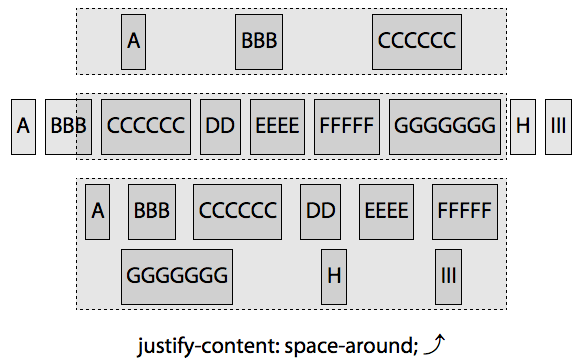 A BBB CCCCCC
A BBB CCCCCC DD EEEE FFFFF GGGGGGG H III
A BBB CCCCCC DD EEEE FFFFF
GGGGGGG H III
justify-content: space-around;